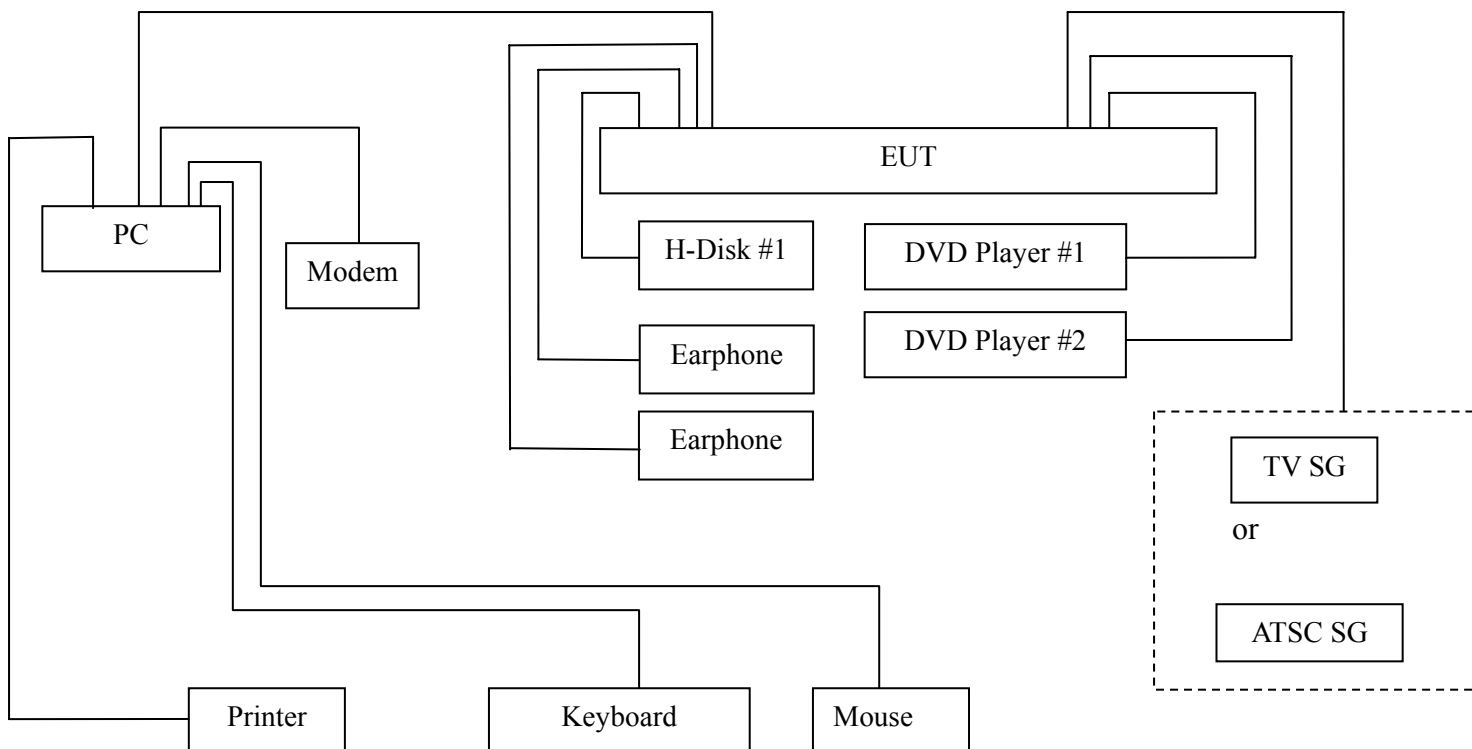 EUT
PC
H-Disk #1
DVD Player #1
Modem
Earphone
DVD Player #2
Earphone
TV SG
or
ATSC SG
Printer
Keyboard
Mouse